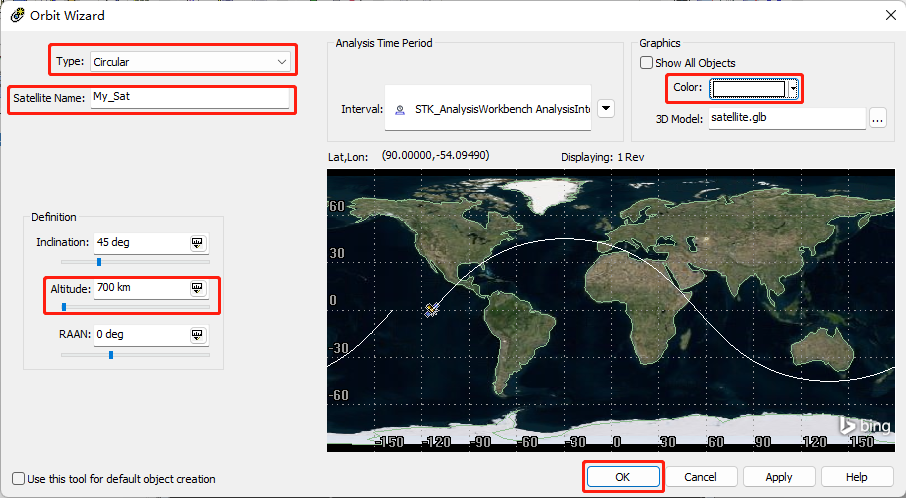 Orbit Wizard
Type: Circular
Satellite Name: My_Sat
Definition
Inclination: 45 deg
Altitude: 700 km
RAAN: 0 deg
Analysis Time Period
Interval: STK_AnalysisWorkbench AnalysisInt
Graphics
Show All Objects
Color:
3D Model: satellite.glb ...
Lat,Lon: (90.00000,-54.09490) Displaying: 1 Rev
60
30
0
-30
-60
-150 -120 -90 -60 -30 0 30 60 90 120 150
bing
Use this tool for default object creation
OK Cancel Apply Help